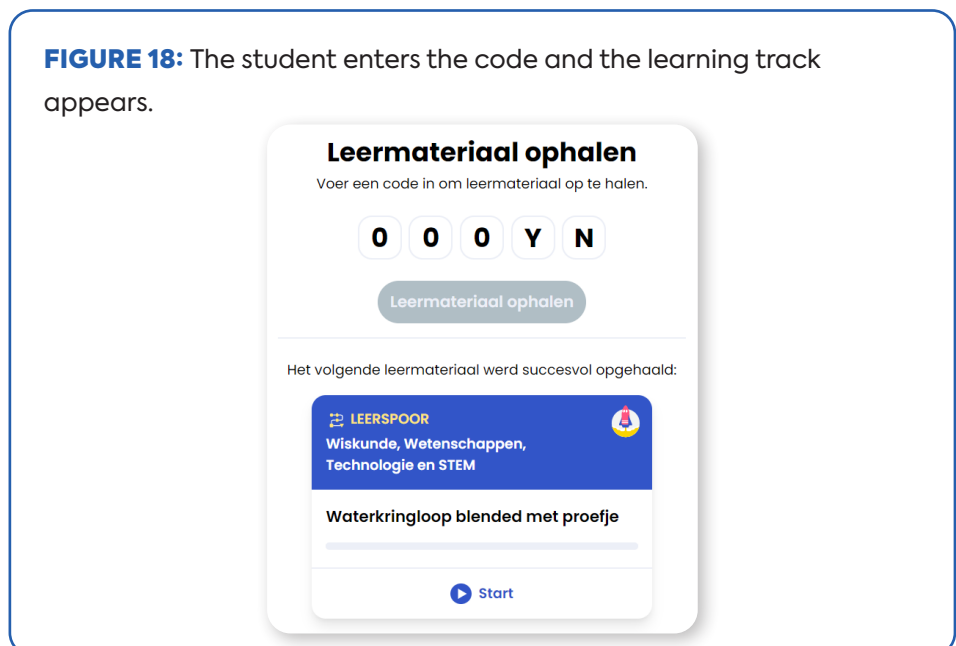 FIGURE 18: The student enters the code and the learning track
appears.
Leermateriaal ophalen
Voer een code in om leermateriaal op te halen.
0 0 0 Y N
Leermateriaal ophalen
Het volgende leermateriaal werd succesvol opgehaald:
LEERSPOOR
Wiskunde, Wetenschappen,
Technologie en STEM
Waterkringloop blended met proefje
Start